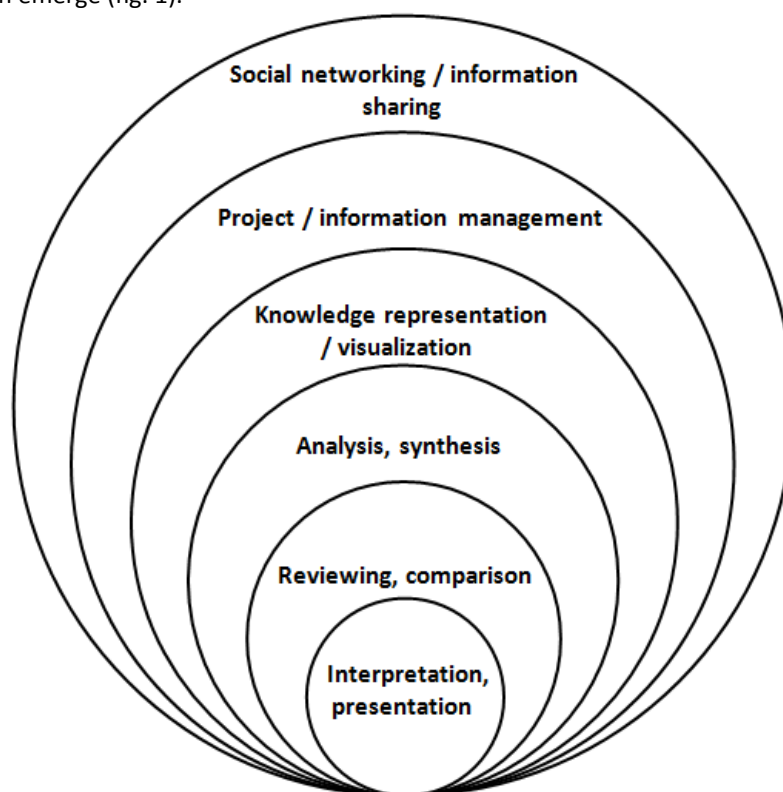 emerge (fig. 1).
Social networking / information
sharing
Project / information management
Knowledge representation
/ visualization
Analysis, synthesis
Reviewing, comparison
Interpretation,
presentation